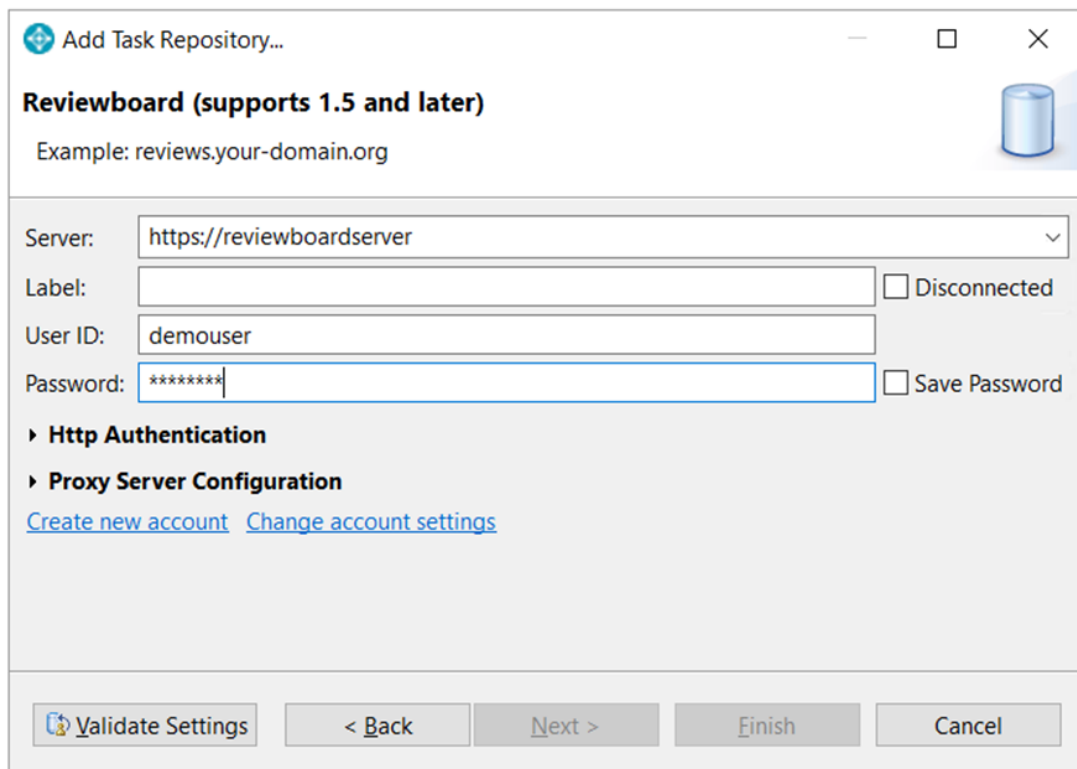 Add Task Repository...
Reviewboard (supports 1.5 and later)
Example: reviews.your-domain.org
Server: https://reviewboardserver
Label: Disconnected
User ID: demouser
Password: ******** Save Password
Http Authentication
Proxy Server Configuration
Create new account Change account settings
Validate Settings < Back Next > Finish Cancel